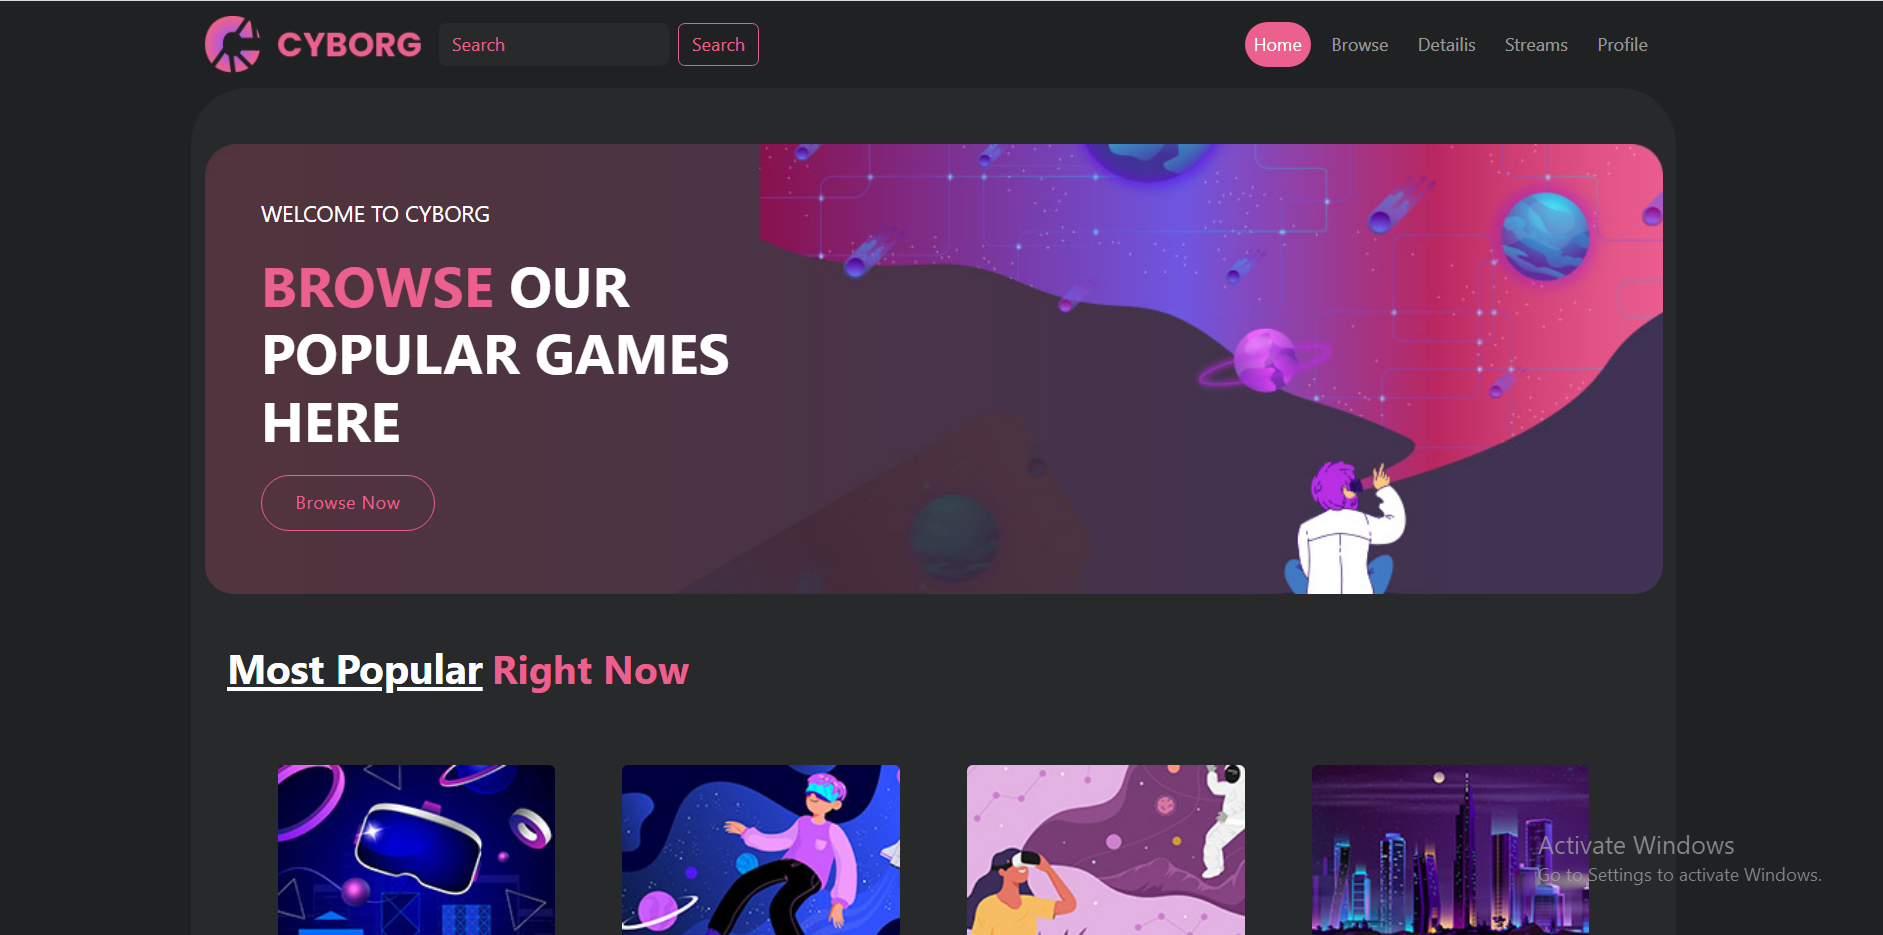 CYBORG
Search
Search
Home
Browse
Detailis
Streams
Profile
WELCOME TO CYBORG
BROWSE OUR
POPULAR GAMES
HERE
Browse Now
Most Popular Right Now
Activate Windows
Go to Settings to activate Windows.